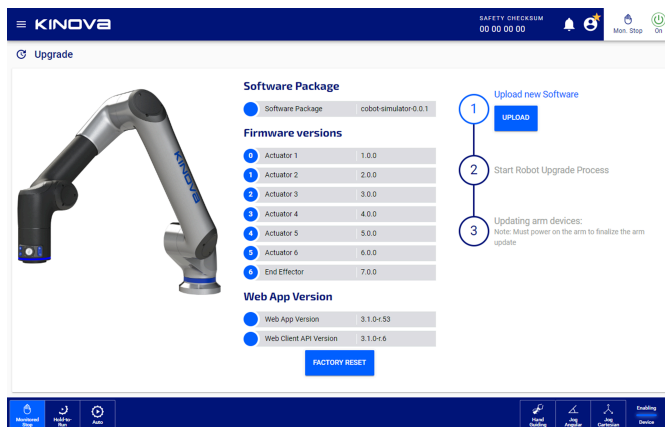 KINOVA
SAFETY CHECKSUM
00 00 00 00
Mon. Stop
On
Upgrade
Software Package
Software Package cobot-simulator-0.0.1
Firmware versions
0 Actuator 1 1.0.0
1 Actuator 2 2.0.0
2 Actuator 3 3.0.0
3 Actuator 4 4.0.0
4 Actuator 5 5.0.0
5 Actuator 6 6.0.0
6 End Effector 7.0.0
Web App Version
Web App Version 3.1.0-r.53
Web Client API Version 3.1.0-r.6
FACTORY RESET
KINOVA
1
Upload new Software
UPLOAD
2
Start Robot Upgrade Process
3
Updating arm devices:
Note: Must power on the arm to finalize the arm
update
Monitored
Stop
Hold-to-
Run
Auto
Hand
Guiding
Jog
Angular
Jog
Cartesian
Enabling
Device